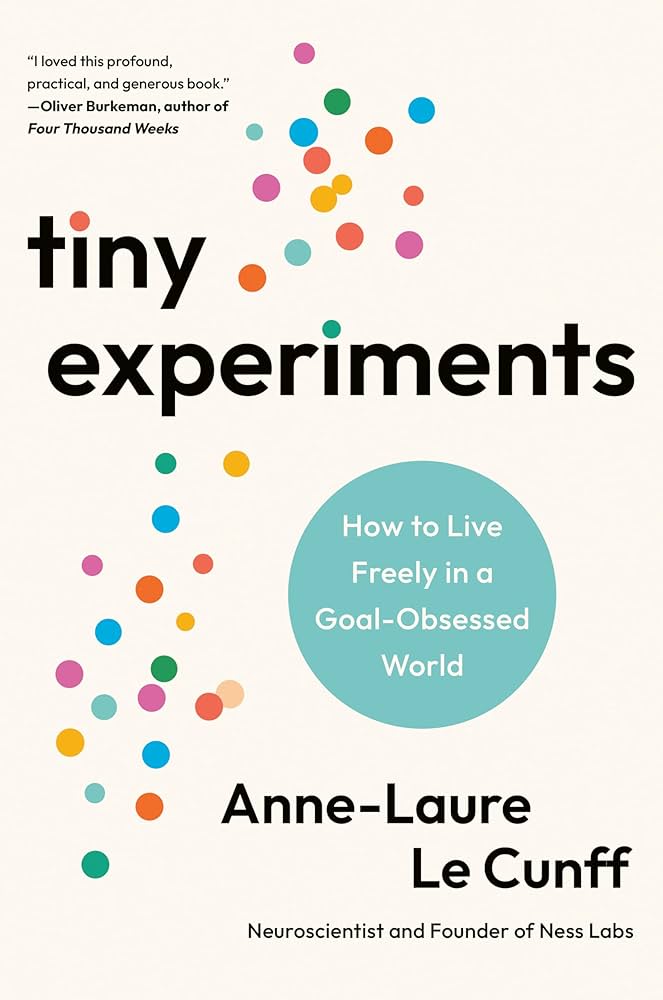 “I loved this profound,
practical, and generous book.”
—Oliver Burkeman, author of
Four Thousand Weeks
tiny
experiments
How to Live
Freely in a
Goal-Obsessed
World
Anne-Laure
Le Cunff
Neuroscientist and Founder of Ness Labs